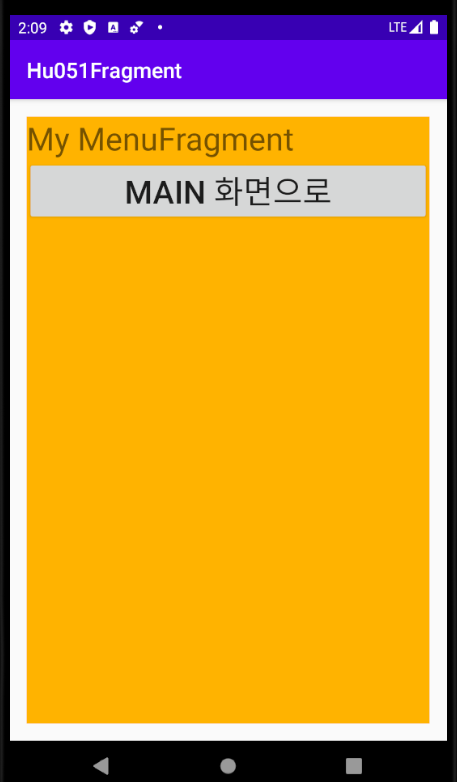 2:09 LTE
Hu051Fragment
My MenuFragment
MAIN 화면으로